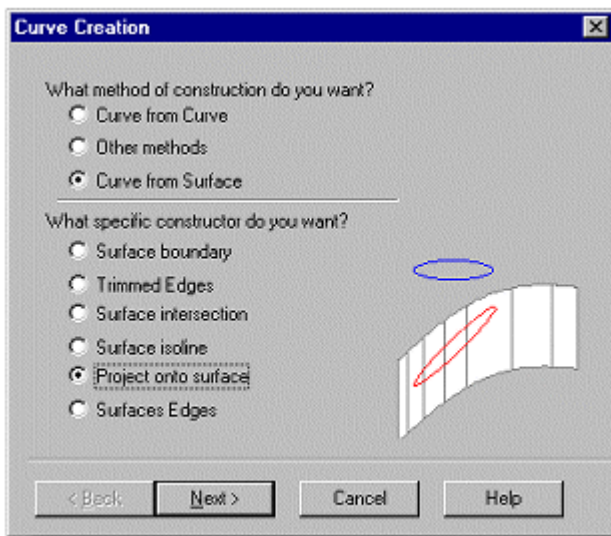 Curve Creation
What method of construction do you want?
Curve from Curve
Other methods
Curve from Surface
What specific constructor do you want?
Surface boundary
Trimmed Edges
Surface intersection
Surface isoline
Project onto surface
Surfaces Edges
< Back Next > Cancel Help